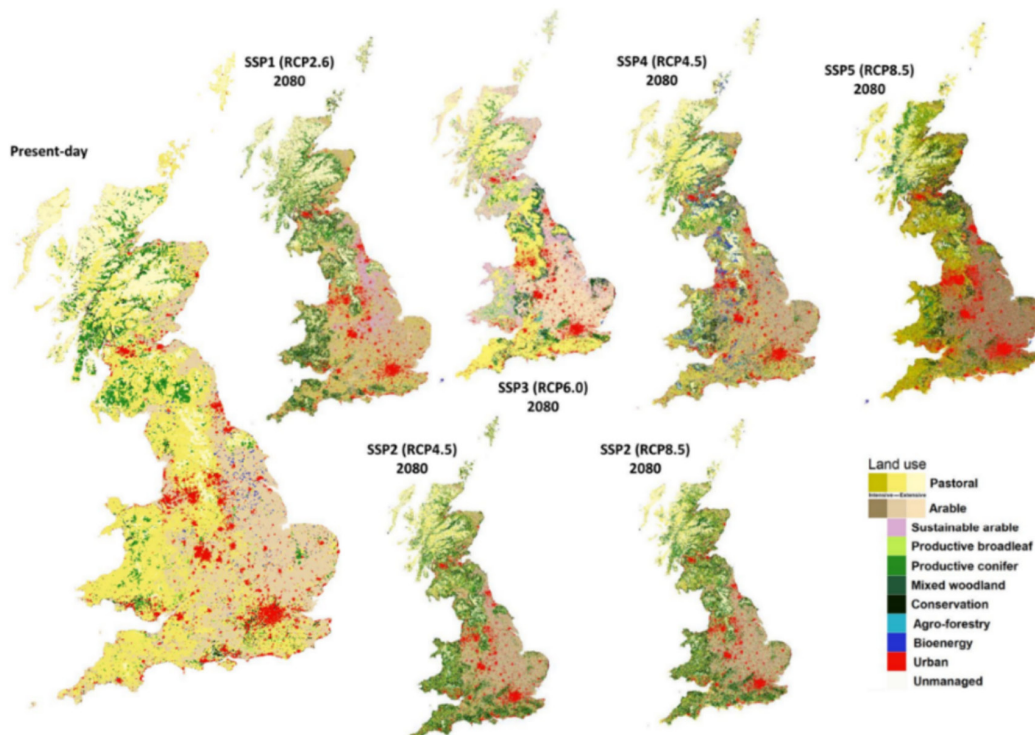 SSP1 (RCP2.6)
2080
SSP4 (RCP4.5)
2080
SSP5 (RCP8.5)
2080
Present-day
SSP3 (RCP6.0)
2080
SSP2 (RCP4.5)
2080
SSP2 (RCP8.5)
2080
Land use
Pastoral
Intensive — Extensive
Arable
Sustainable arable
Productive broadleaf
Productive conifer
Mixed woodland
Conservation
Agro-forestry
Bioenergy
Urban
Unmanaged